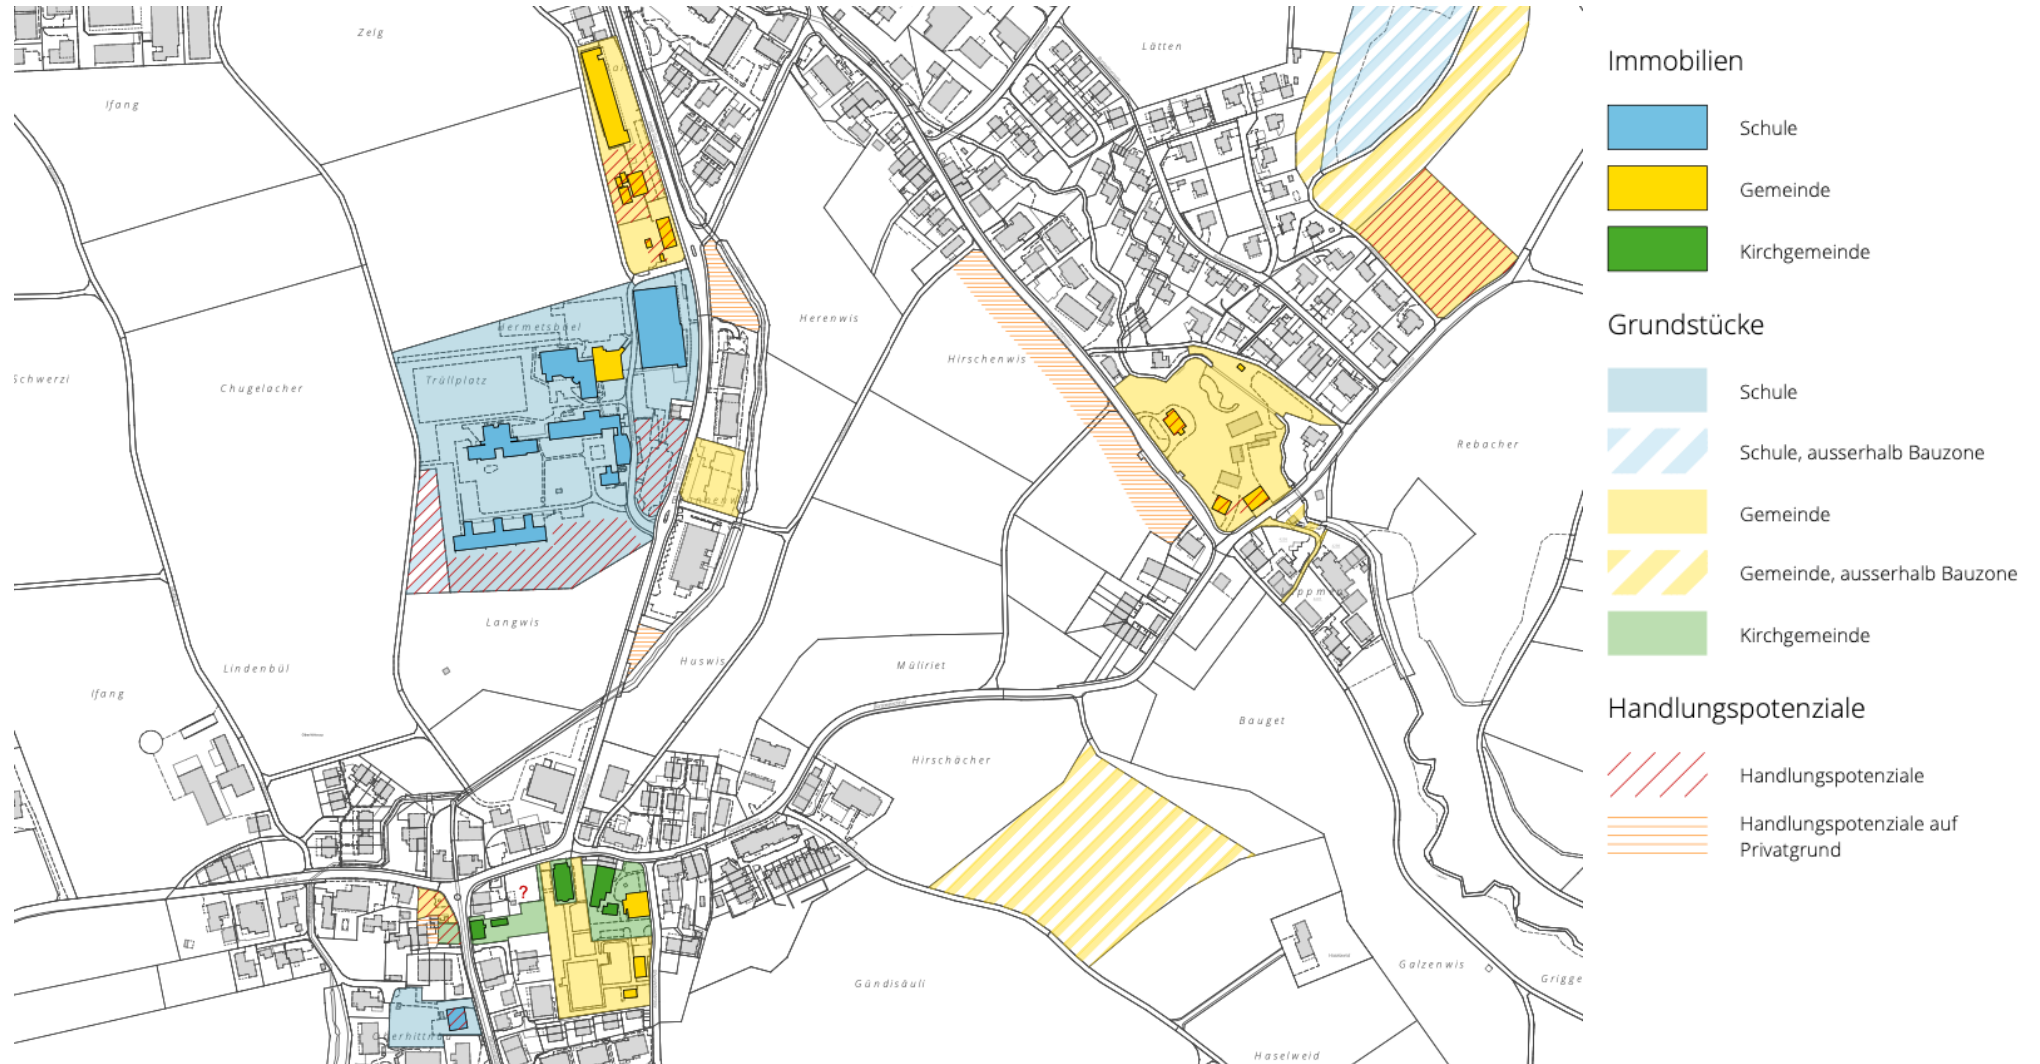 Zelg
Lätten
Ifang
Immobilien
Schule
Gemeinde
Kirchgemeinde
Grundstücke
Schule
Schule, ausserhalb Bauzone
Gemeinde
Gemeinde, ausserhalb Bauzone
Kirchgemeinde
Handlungspotenziale
Handlungspotenziale
Handlungspotenziale auf
Privatgrund
Herenwis
Hermetsbüel
Hirschenwis
Schwerzi
Chugelacher
Trüllplatz
Rebacher
Langwis
Huswis
Müliriet
Lindenbül
Ifang
Bauget
Hirschächer
?
Gündisäuli
Galzenwis
Grigge
Oberhittnau
Haselweid